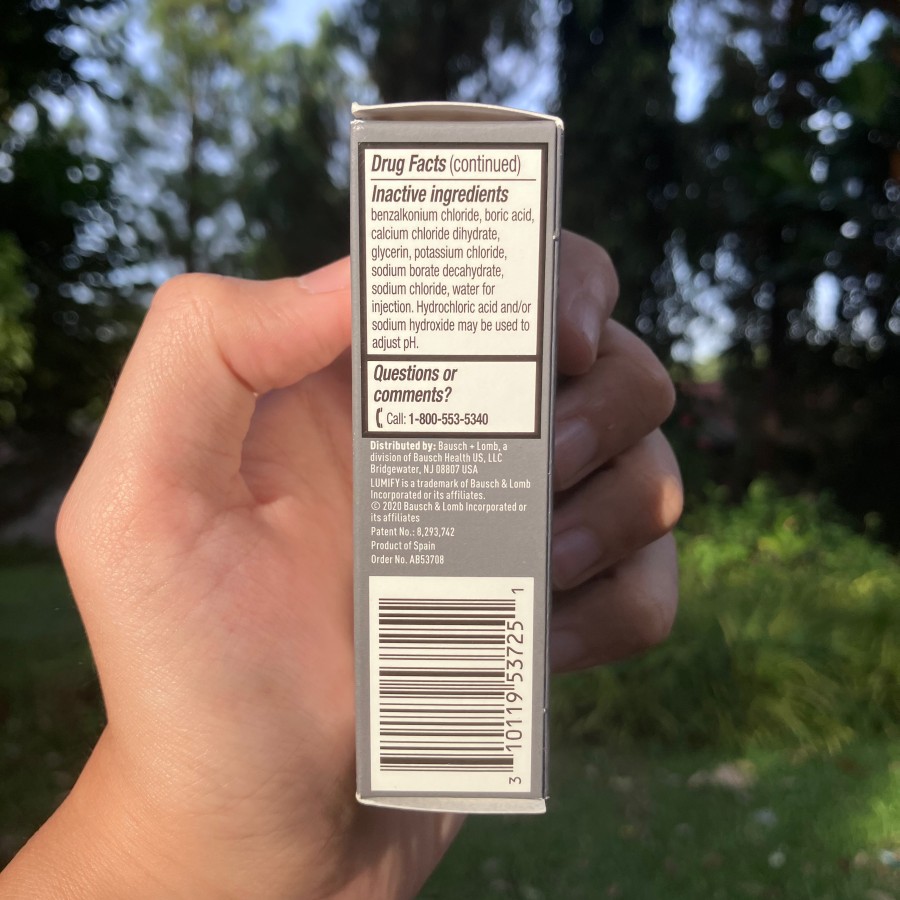 Drug Facts (continued)
Inactive ingredients
benzalkonium chloride, boric acid,
calcium chloride dihydrate,
glycerin, potassium chloride,
sodium borate decahydrate,
sodium chloride, water for
injection. Hydrochloric acid and/or
sodium hydroxide may be used to
adjust pH.
Questions or
comments?
Call: 1-800-553-5340
Distributed by: Bausch + Lomb, a
division of Bausch Health US, LLC
Bridgewater, NJ 08807 USA
LUMIFY is a trademark of Bausch & Lomb
Incorporated or its affiliates.
© 2020 Bausch & Lomb Incorporated or
its affiliates
Patent No.: 8,293,742
Product of Spain
Order No. AB53708
3 10119 53725 1